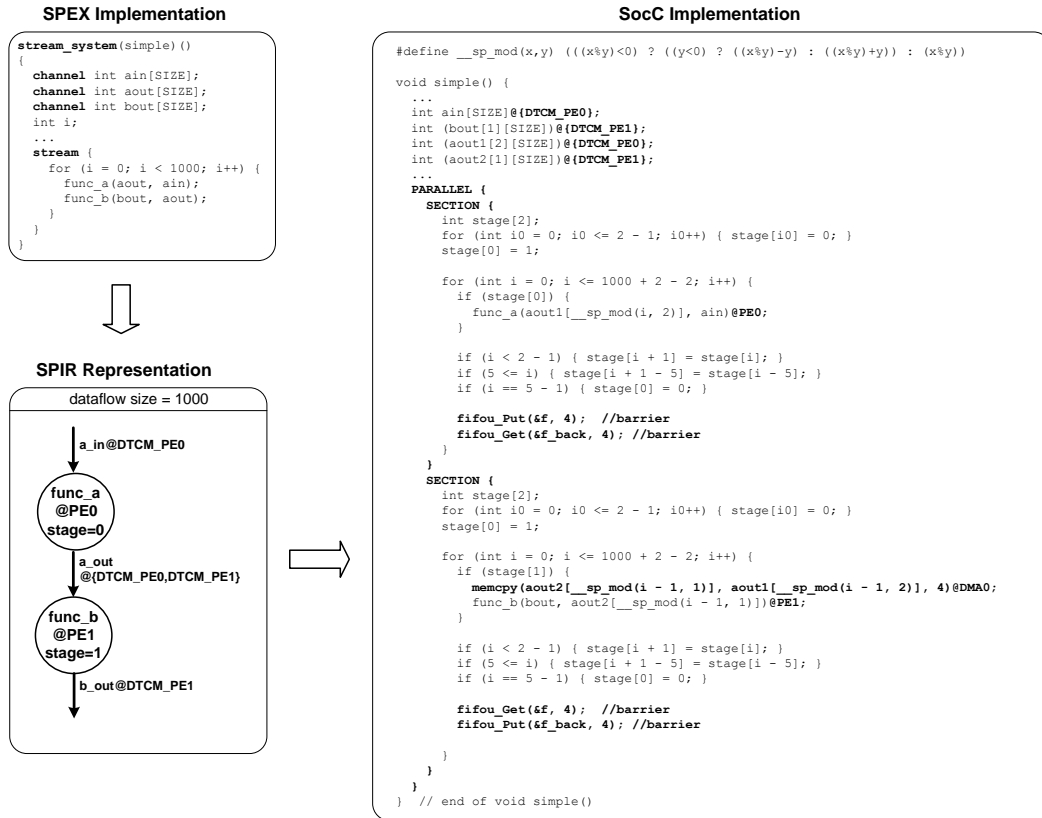 SPEX Implementation
stream_system(simple)()
{
  channel int ain[SIZE];
  channel int aout[SIZE];
  channel int bout[SIZE];
  int i;
  ...
  stream {
    for (i = 0; i < 1000; i++) {
      func_a(aout, ain);
      func_b(bout, aout);
    }
  }
}
SPIR Representation
dataflow size = 1000
a_in@DTCM_PE0
func_a
@PE0
stage=0
a_out
@{DTCM_PE0,DTCM_PE1}
func_b
@PE1
stage=1
b_out@DTCM_PE1
SocC Implementation
#define __sp_mod(x,y) (((x%y)<0) ? ((y<0) ? ((x%y)-y) : ((x%y)+y)) : (x%y))
void simple() {
  ...
  int ain[SIZE]@{DTCM_PE0};
  int (bout[1][SIZE])@{DTCM_PE1};
  int (aout1[2][SIZE])@{DTCM_PE0};
  int (aout2[1][SIZE])@{DTCM_PE1};
  ...
  PARALLEL {
    SECTION {
      int stage[2];
      for (int i0 = 0; i0 <= 2 - 1; i0++) { stage[i0] = 0; }
      stage[0] = 1;
      for (int i = 0; i <= 1000 + 2 - 2; i++) {
        if (stage[0]) {
          func_a(aout1[__sp_mod(i, 2)], ain)@PE0;
        }
        if (i < 2 - 1) { stage[i + 1] = stage[i]; }
        if (5 <= i) { stage[i + 1 - 5] = stage[i - 5]; }
        if (i == 5 - 1) { stage[0] = 0; }
        fifou_Put(&f, 4);  //barrier
        fifou_Get(&f_back, 4); //barrier
      }
    }
    SECTION {
      int stage[2];
      for (int i0 = 0; i0 <= 2 - 1; i0++) { stage[i0] = 0; }
      stage[0] = 1;
      for (int i = 0; i <= 1000 + 2 - 2; i++) {
        if (stage[1]) {
          memcpy(aout2[__sp_mod(i - 1, 1)], aout1[__sp_mod(i - 1, 2)], 4)@DMA0;
          func_b(bout, aout2[__sp_mod(i - 1, 1)])@PE1;
        }
        if (i < 2 - 1) { stage[i + 1] = stage[i]; }
        if (5 <= i) { stage[i + 1 - 5] = stage[i - 5]; }
        if (i == 5 - 1) { stage[0] = 0; }
        fifou_Get(&f, 4);  //barrier
        fifou_Put(&f_back, 4); //barrier
      }
    }
  }
}  // end of void simple()